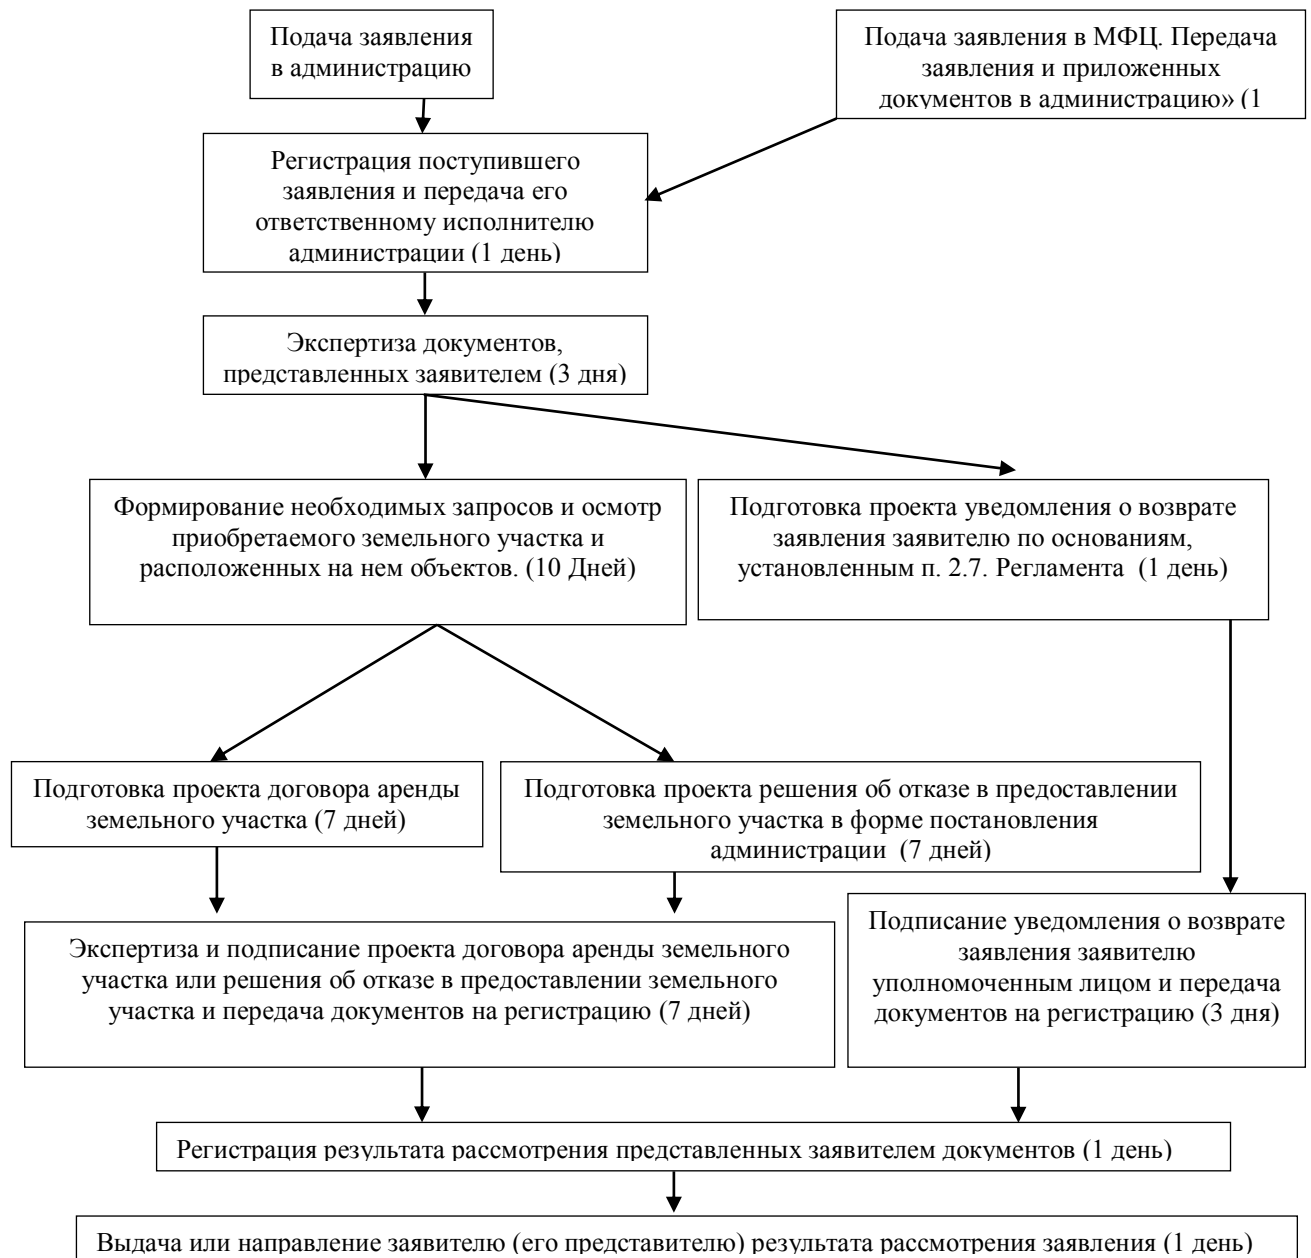 Подача заявления
в администрацию
Подача заявления в МФЦ. Передача
заявления и приложенных
документов в администрацию» (1
Регистрация поступившего
заявления и передача его
ответственному исполнителю
администрации (1 день)
Экспертиза документов,
представленных заявителем (3 дня)
Формирование необходимых запросов и осмотр
приобретаемого земельного участка и
расположенных на нем объектов. (10 Дней)
Подготовка проекта уведомления о возврате
заявления заявителю по основаниям,
установленным п. 2.7. Регламента (1 день)
Подготовка проекта договора аренды
земельного участка (7 дней)
Подготовка проекта решения об отказе в предоставлении
земельного участка в форме постановления
администрации (7 дней)
Экспертиза и подписание проекта договора аренды земельного
участка или решения об отказе в предоставлении земельного
участка и передача документов на регистрацию (7 дней)
Подписание уведомления о возврате
заявления заявителю
уполномоченным лицом и передача
документов на регистрацию (3 дня)
Регистрация результата рассмотрения представленных заявителем документов (1 день)
Выдача или направление заявителю (его представителю) результата рассмотрения заявления (1 день)